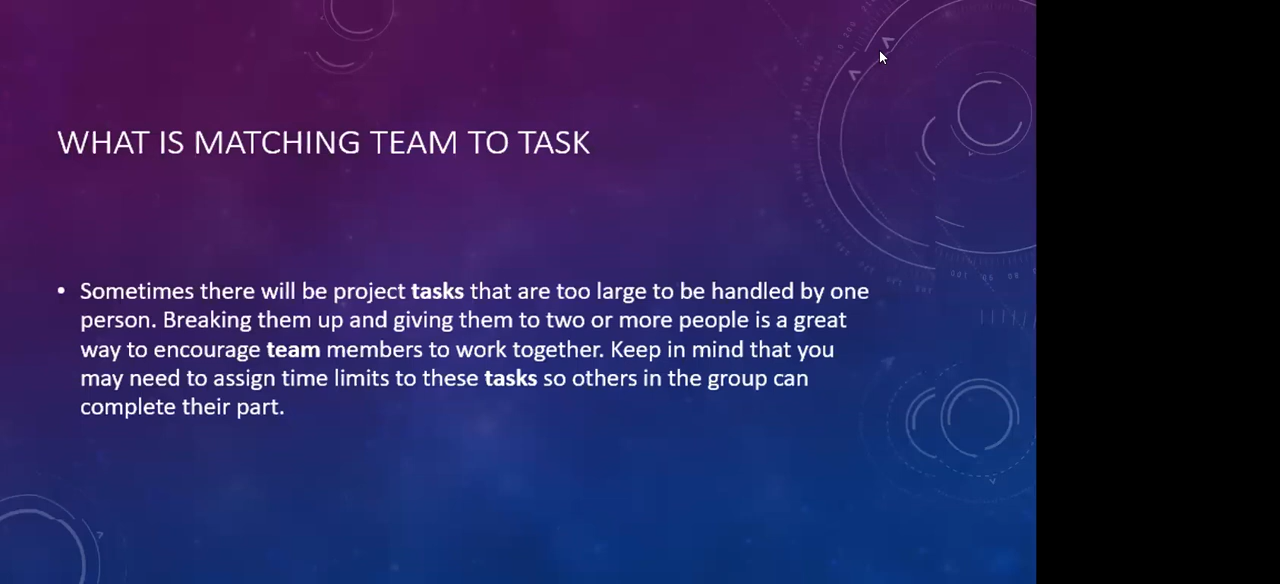 WHAT IS MATCHING TEAM TO TASK
• Sometimes there will be project tasks that are too large to be handled by one
person. Breaking them up and giving them to two or more people is a great
way to encourage team members to work together. Keep in mind that you
may need to assign time limits to these tasks so others in the group can
complete their part.